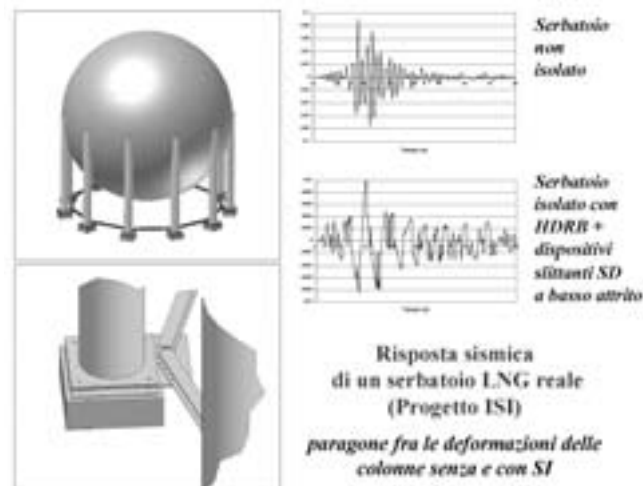 Serbatoio
non
isolato
Serbatoio
isolato con
HDRB +
dispositivi
slittanti SD
a basso attrito
Risposta sismica
di un serbatoio LNG reale
(Progetto ISI)
paragone fra le deformazioni delle
colonne senza e con SI